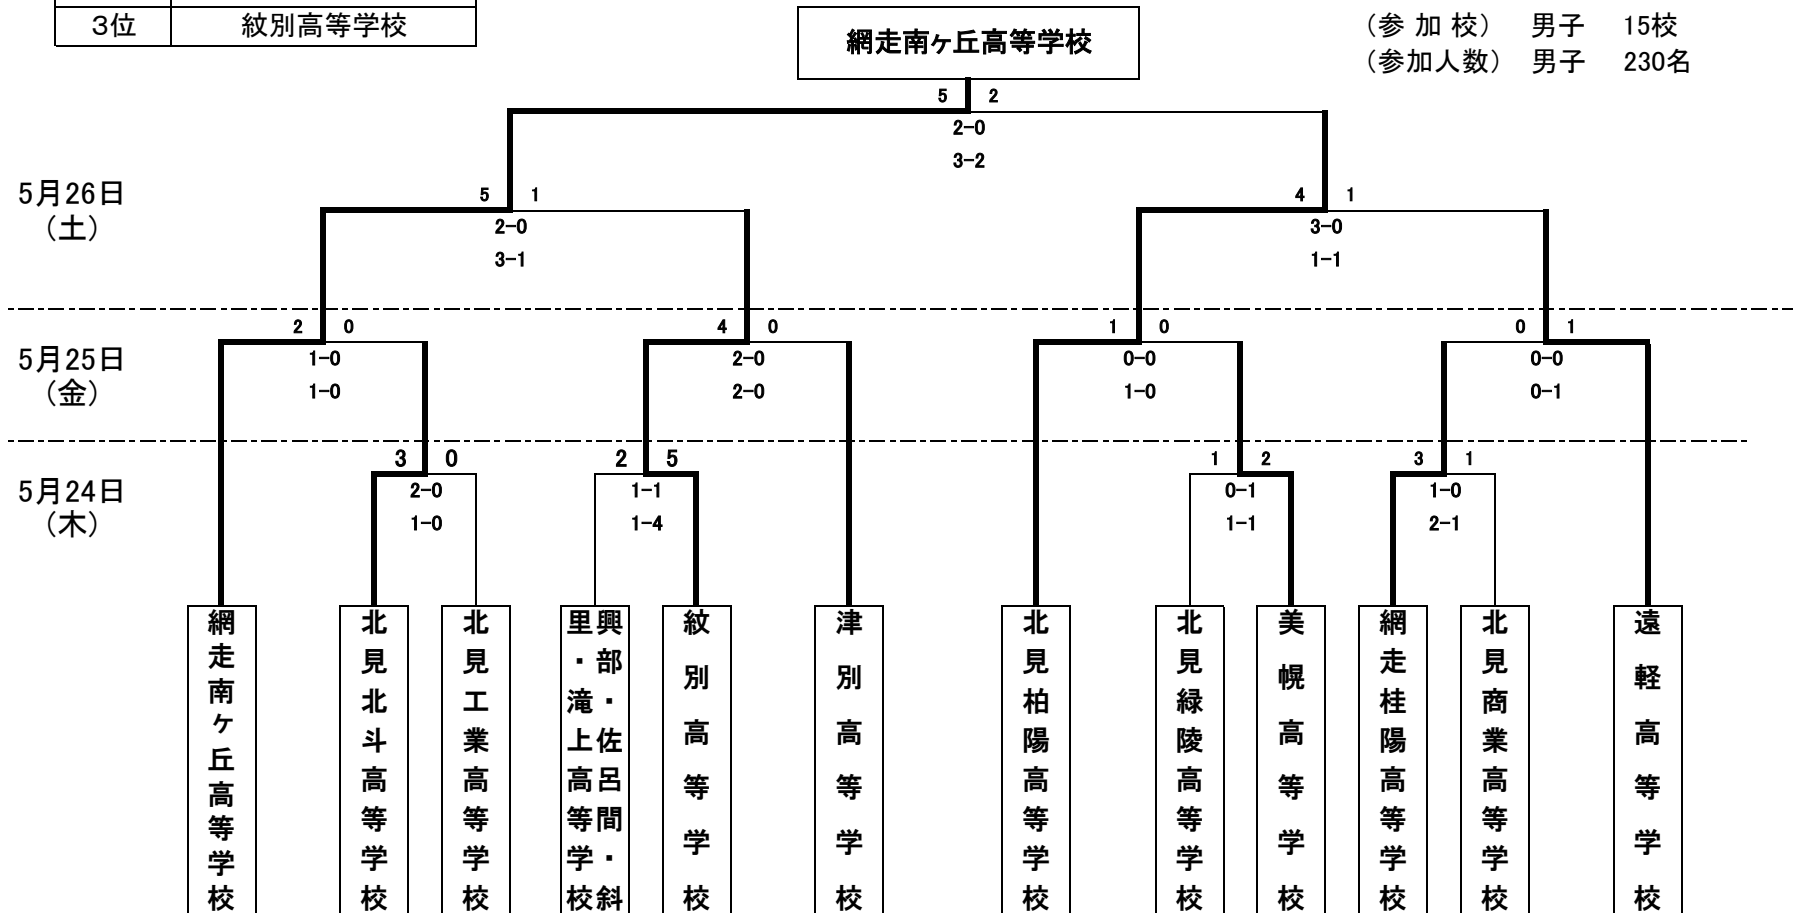 3位 紋別高等学校
網走南ヶ丘高等学校
（参 加 校） 男子 15校
（参加人数） 男子 230名
5 2
2-0
3-2
5月26日
（土）
5 1
2-0
3-1
4 1
3-0
1-1
5月25日
（金）
2 0
1-0
1-0
4 0
2-0
2-0
1 0
0-0
1-0
0 1
0-0
0-1
5月24日
（木）
3 0
2-0
1-0
2 5
1-1
1-4
1 2
0-1
1-1
3 1
1-0
2-1
網走南ヶ丘高等学校
北見北斗高等学校
北見工業高等学校
興部・佐呂間・斜
里・滝上高等学校
紋別高等学校
津別高等学校
北見柏陽高等学校
北見緑陵高等学校
美幌高等学校
網走桂陽高等学校
北見商業高等学校
遠軽高等学校